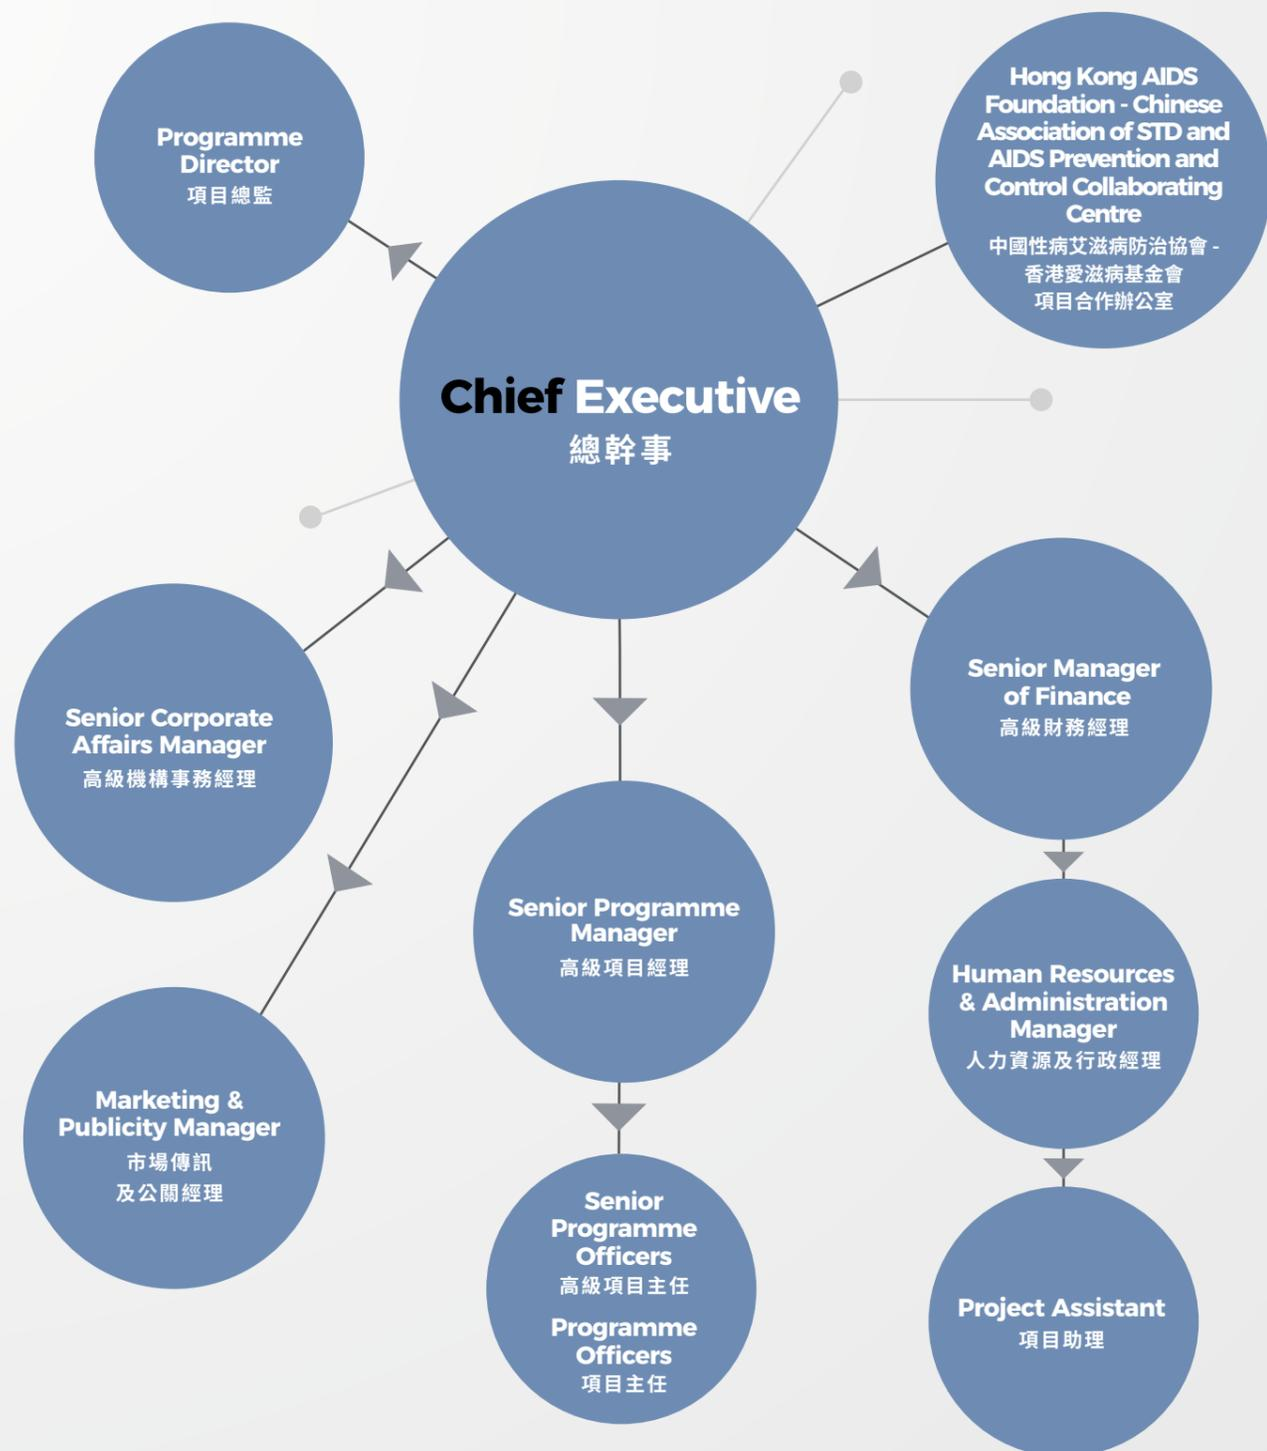 Programme
Director
項目總監
Hong Kong AIDS
Foundation - Chinese
Association of STD and
AIDS Prevention and
Control Collaborating
Centre
中國性病艾滋病防治協會 -
香港愛滋病基金會
項目合作辦公室
Chief Executive
總幹事
Senior Corporate
Affairs Manager
高級機構事務經理
Senior Manager
of Finance
高級財務經理
Senior Programme
Manager
高級項目經理
Human Resources
& Administration
Manager
人力資源及行政經理
Marketing &
Publicity Manager
市場傳訊
及公關經理
Senior
Programme
Officers
高級項目主任
Programme
Officers
項目主任
Project Assistant
項目助理